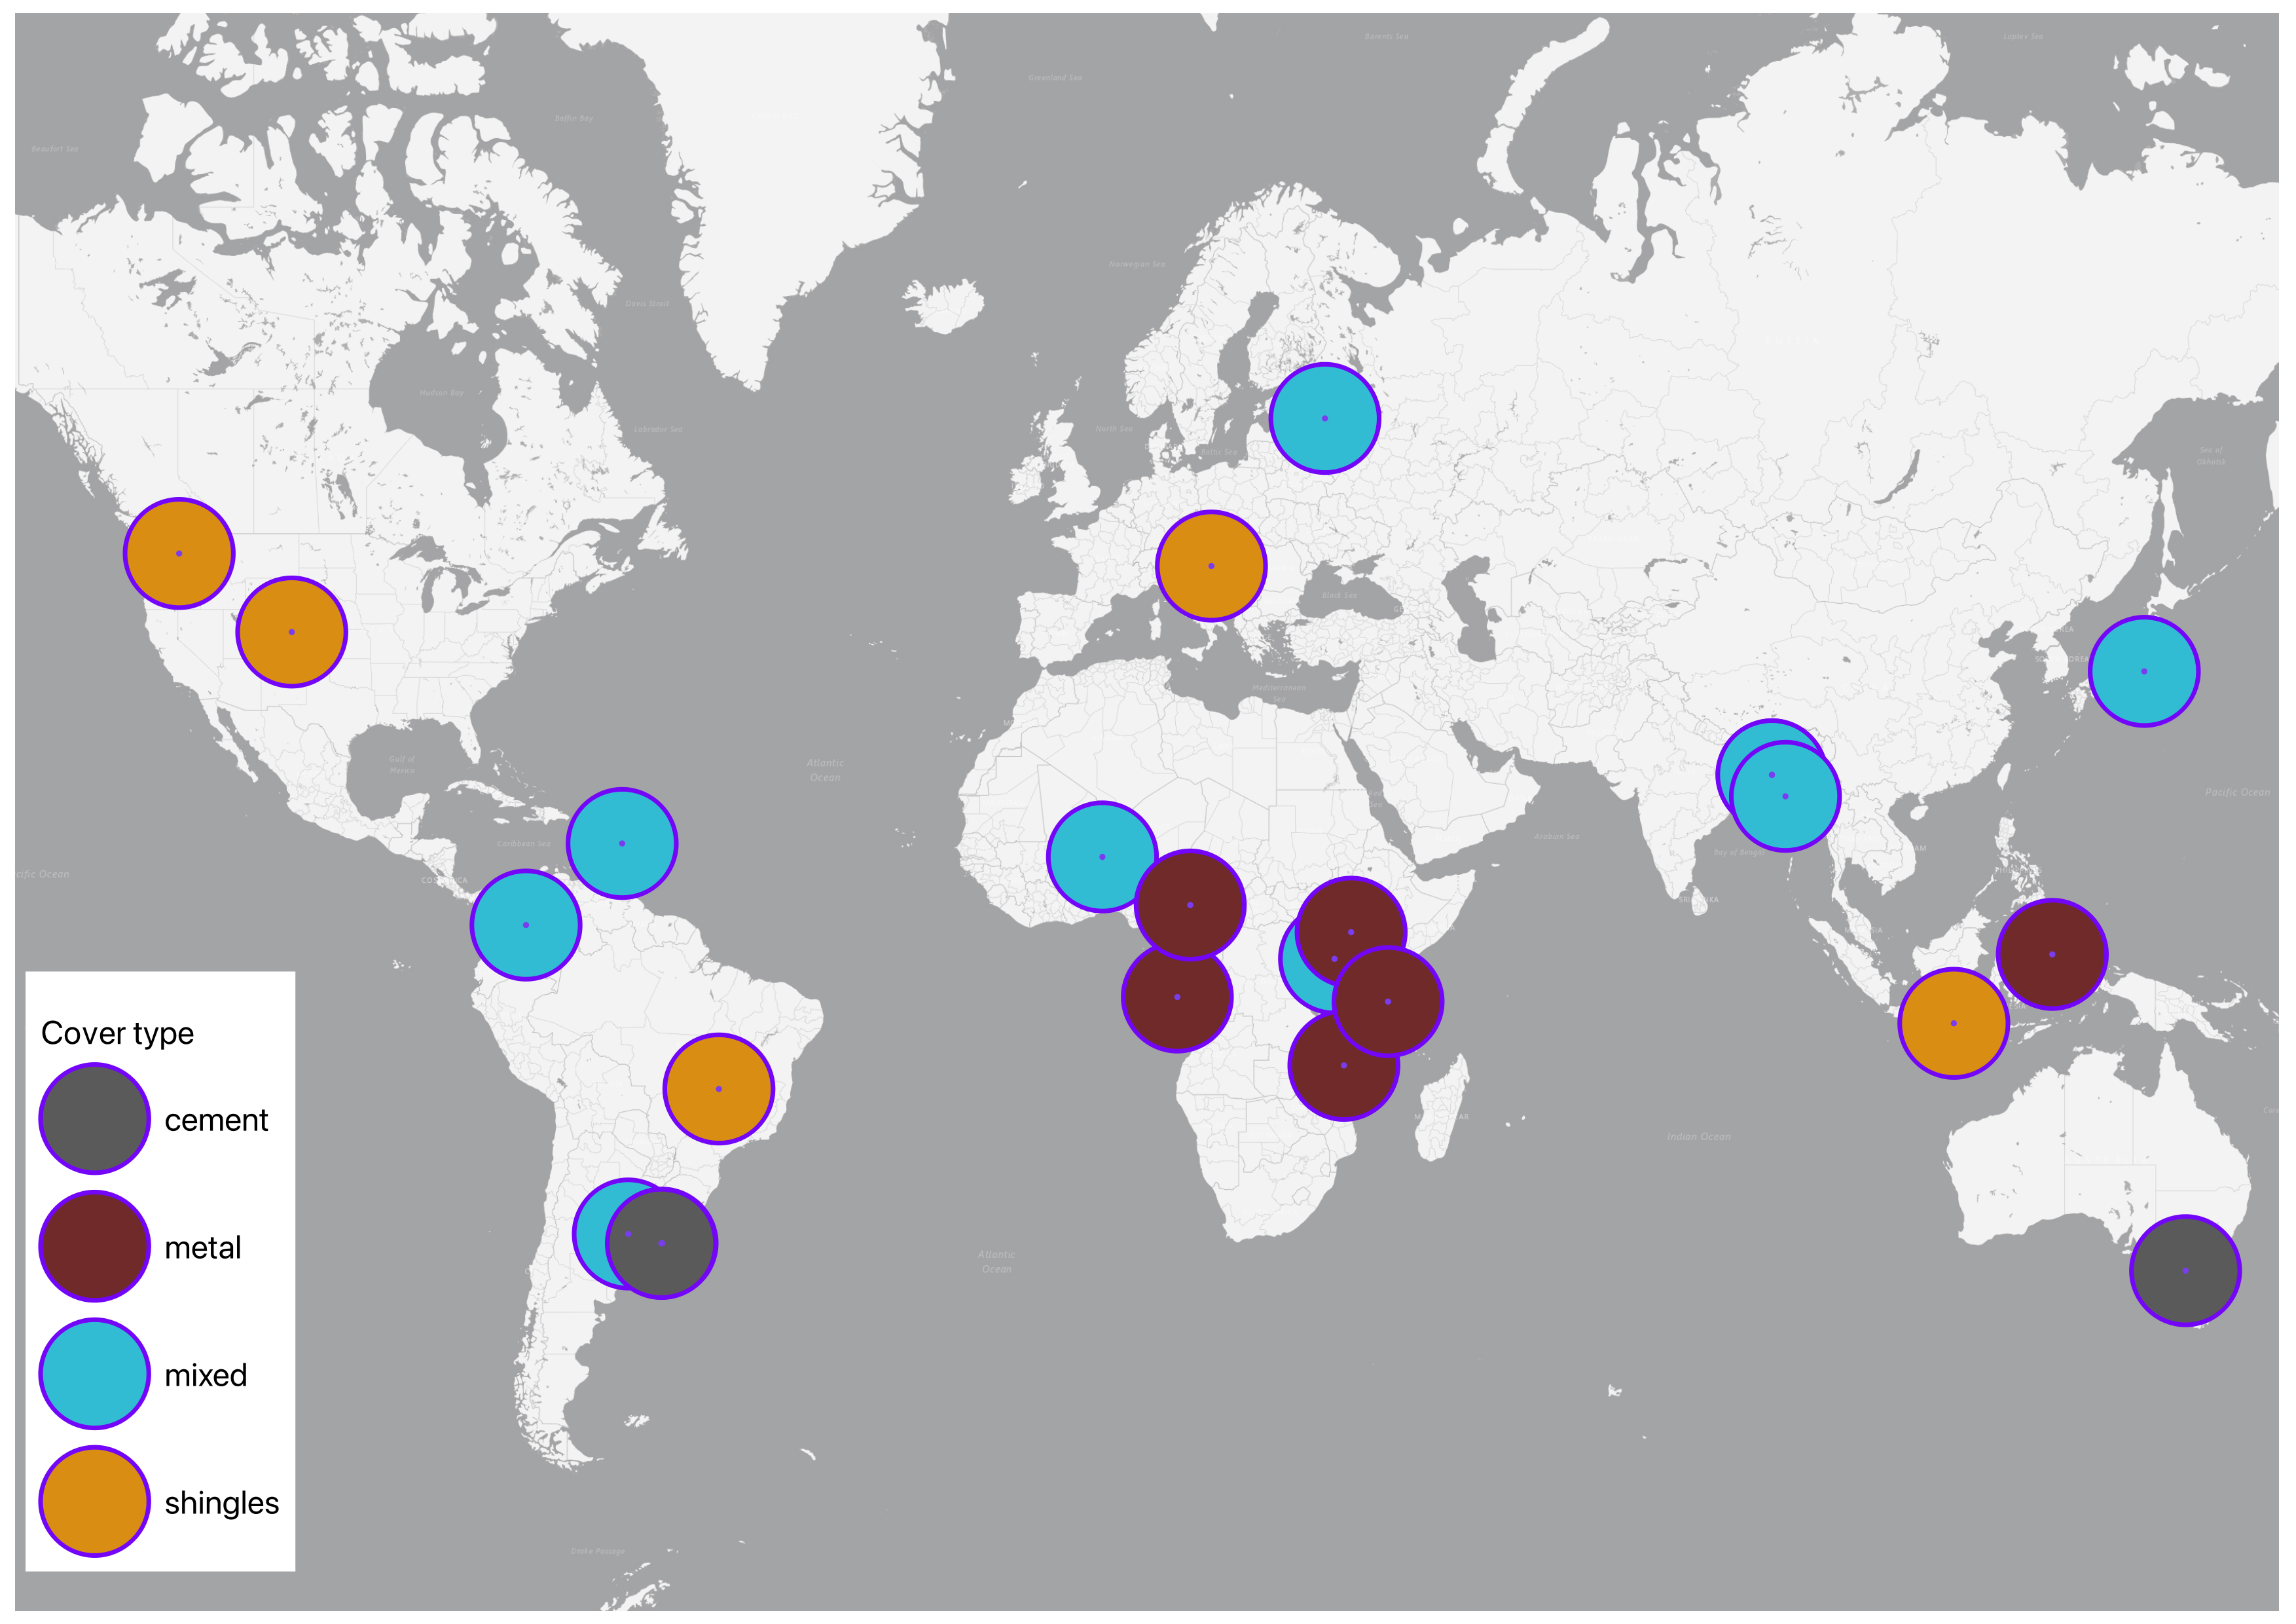 Barents Sea
Laptev Sea
Greenland Sea
Baffin Bay
Beaufort Sea
Norwegian Sea
Davis Strait
Hudson Bay
Labrador Sea
North Sea
Baltic Sea
Sea of
Okhotsk
Black Sea
Mediterranean
Sea
Gulf of
Mexico
Atlantic
Ocean
Pacific Ocean
Arabian Sea
Caribbean Sea
Bay of Bengal
cific Ocean
Indian Ocean
Atlantic
Ocean
Drake Passage
Cover type
cement
metal
mixed
shingles